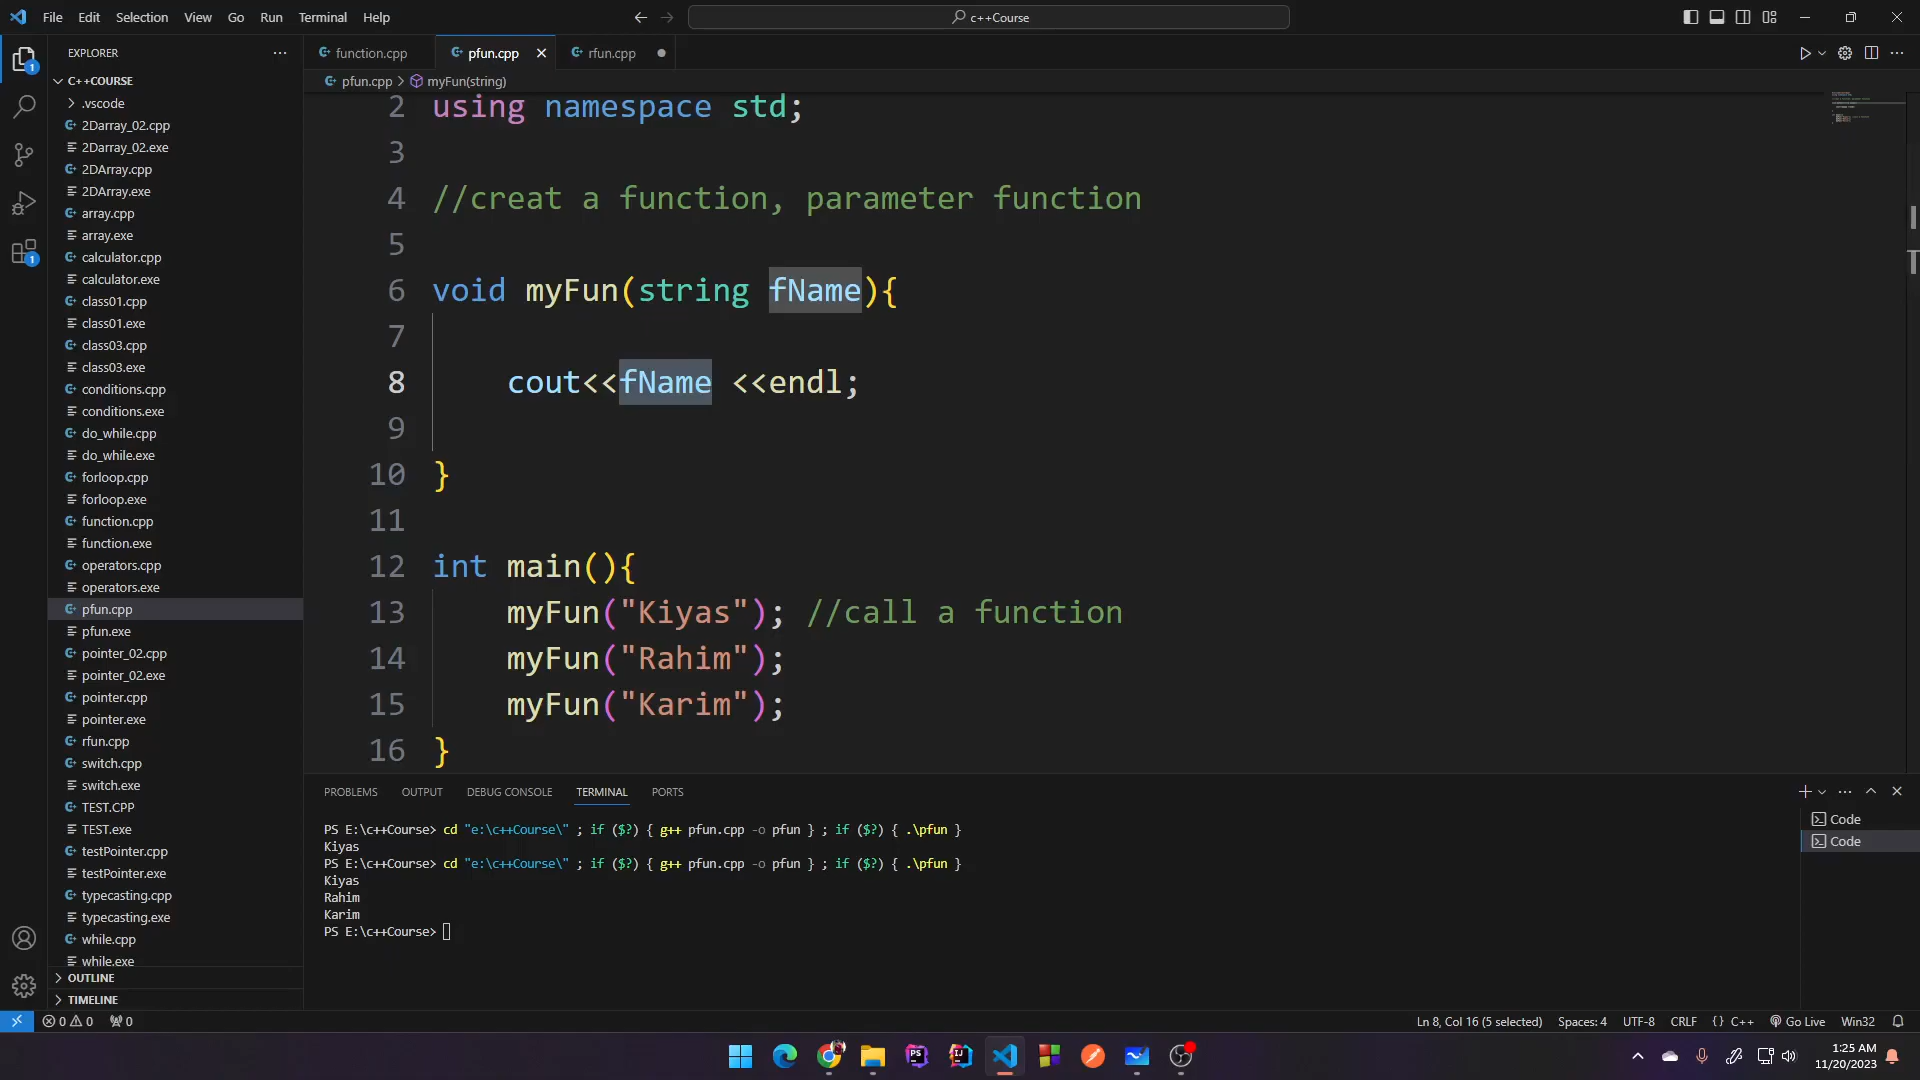 File Edit Selection View Go Run Terminal Help
c++Course
EXPLORER
C++COURSE
.vscode
2Darray_02.cpp
2Darray_02.exe
2DArray.cpp
2DArray.exe
array.cpp
array.exe
calculator.cpp
calculator.exe
class01.cpp
class01.exe
class03.cpp
class03.exe
conditions.cpp
conditions.exe
do_while.cpp
do_while.exe
forloop.cpp
forloop.exe
function.cpp
function.exe
operators.cpp
operators.exe
pfun.cpp
pfun.exe
pointer_02.cpp
pointer_02.exe
pointer.cpp
pointer.exe
rfun.cpp
switch.cpp
switch.exe
TEST.CPP
TEST.exe
testPointer.cpp
testPointer.exe
typecasting.cpp
typecasting.exe
while.cpp
while.exe
OUTLINE
TIMELINE
function.cpp pfun.cpp rfun.cpp
pfun.cpp > myFun(string)
2 using namespace std;
3
4 //creat a function, parameter function
5
6 void myFun(string fName){
7
8 cout<<fName <<endl;
9
10 }
11
12 int main(){
13 myFun("Kiyas"); //call a function
14 myFun("Rahim");
15 myFun("Karim");
16 }
PROBLEMS OUTPUT DEBUG CONSOLE TERMINAL PORTS
PS E:\c++Course> cd "e:\c++Course\" ; if ($?) { g++ pfun.cpp -o pfun } ; if ($?) { .\pfun }
Kiyas
PS E:\c++Course> cd "e:\c++Course\" ; if ($?) { g++ pfun.cpp -o pfun } ; if ($?) { .\pfun }
Kiyas
Rahim
Karim
PS E:\c++Course>
Code
Code
0 0 0 Ln 8, Col 16 (5 selected) Spaces: 4 UTF-8 CRLF {} C++ Go Live Win32
1:25 AM
11/20/2023